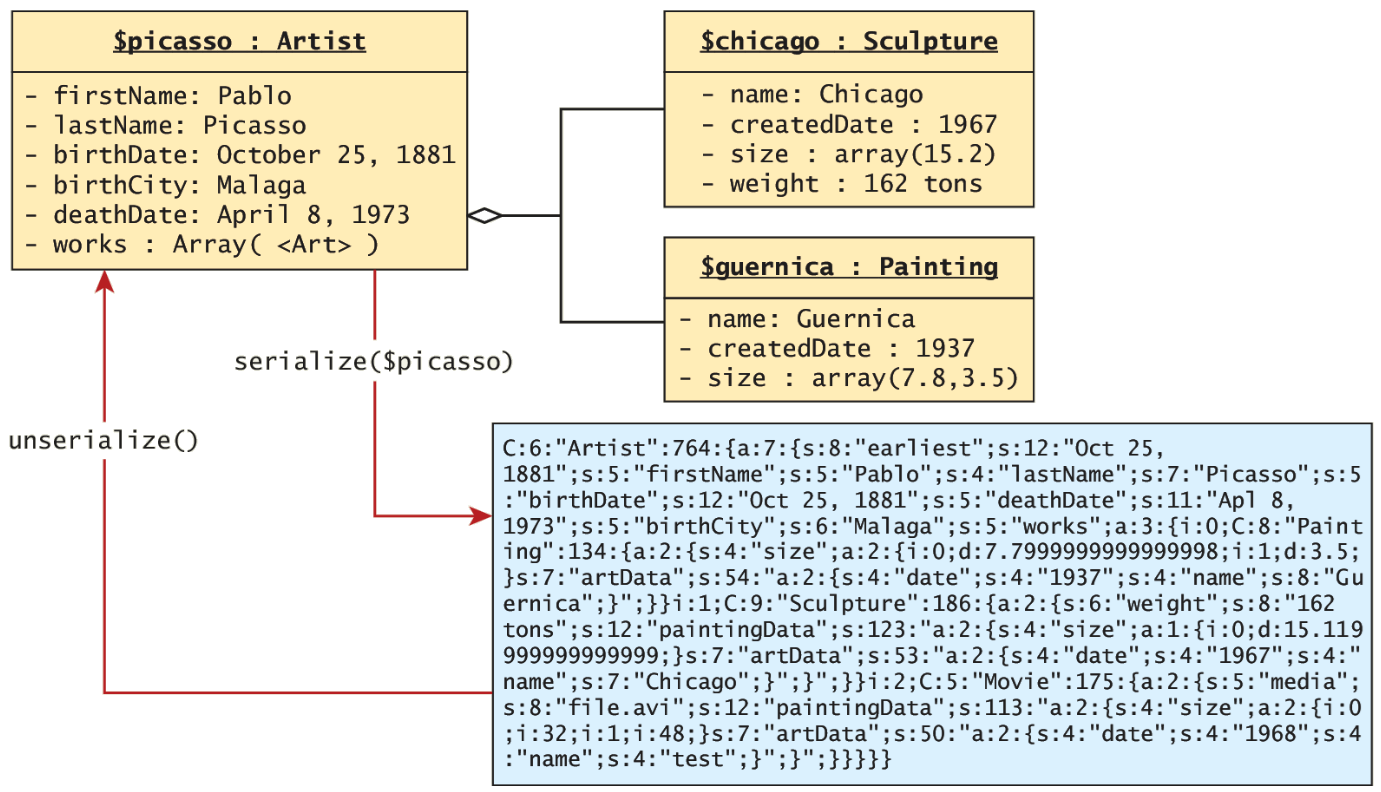 $picasso : Artist
- firstName: Pablo
- lastName: Picasso
- birthDate: October 25, 1881
- birthCity: Malaga
- deathDate: April 8, 1973
- works : Array( <Art> )
$chicago : Sculpture
- name: Chicago
- createdDate : 1967
- size : array(15.2)
- weight : 162 tons
$guernica : Painting
- name: Guernica
- createdDate : 1937
- size : array(7.8,3.5)
serialize($picasso)
unserialize()
C:6:"Artist":764:{a:7:{s:8:"earliest";s:12:"Oct 25,
1881";s:5:"firstName";s:5:"Pablo";s:4:"lastName";s:7:"Picasso";s:5
:"birthDate";s:12:"Oct 25, 1881";s:5:"deathDate";s:11:"Apl 8,
1973";s:5:"birthCity";s:6:"Malaga";s:5:"works";a:3:{i:0;C:8:"Paint
ing":134:{a:2:{s:4:"size";a:2:{i:0;d:7.7999999999999998;i:1;d:3.5;
}s:7:"artData";s:54:"a:2:{s:4:"date";s:4:"1937";s:4:"name";s:8:"Gu
ernica";}";}}i:1;C:9:"Sculpture":186:{a:2:{s:6:"weight";s:8:"162
tons";s:12:"paintingData";s:123:"a:2:{s:4:"size";a:1:{i:0;d:15.119
999999999999;}s:7:"artData";s:53:"a:2:{s:4:"date";s:4:"1967";s:4:"
name";s:7:"Chicago";}";}";}}i:2;C:5:"Movie":175:{a:2:{s:5:"media";
s:8:"file.avi";s:12:"paintingData";s:113:"a:2:{s:4:"size";a:2:{i:0
;i:32;i:1;i:48;}s:7:"artData";s:50:"a:2:{s:4:"date";s:4:"1968";s:4
:"name";s:4:"test";}";}";}}}}}